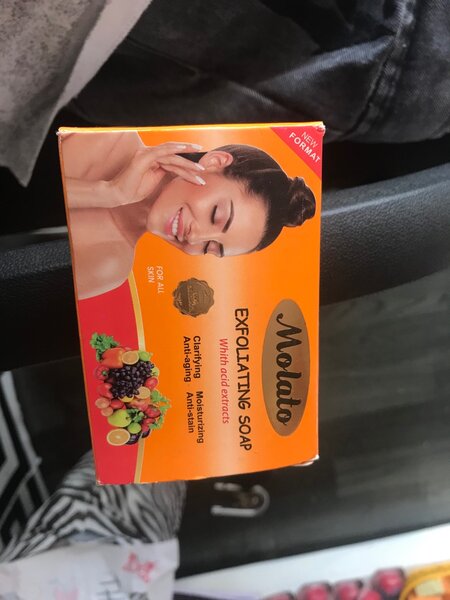 NEW
FORMAT
Molato
EXFOLIATING SOAP
Whith acid extracts
Clarifying Moisturizing
Anti-aging Anti-stain
FOR ALL
SKIN